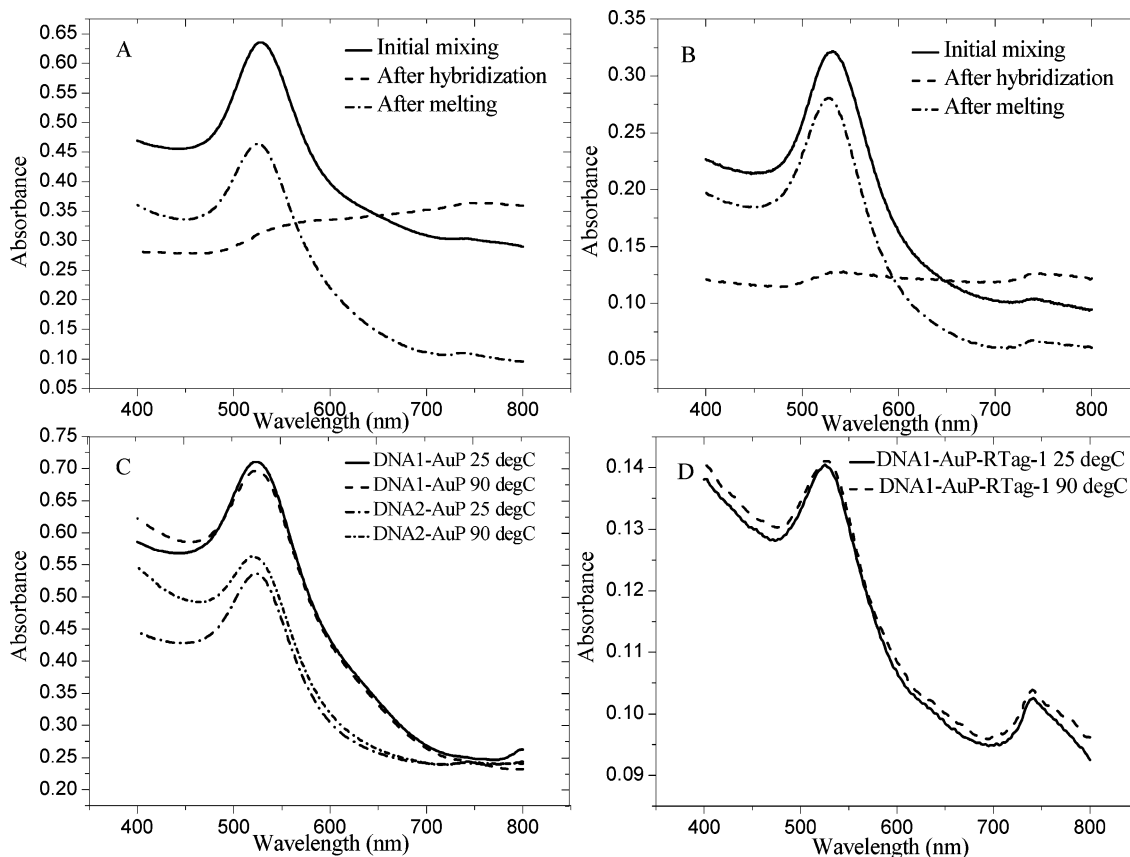 A
Initial mixing
After hybridization
After melting
0.65
0.60
0.55
0.50
0.45
0.40
0.35
0.30
0.25
0.20
0.15
0.10
0.05
Absorbance
400
500
600
700
800
Wavelength (nm)
B
Initial mixing
After hybridization
After melting
0.35
0.30
0.25
0.20
0.15
0.10
0.05
Absorbance
400
500
600
700
800
Wavelength (nm)
C
DNA1-AuP 25 degC
DNA1-AuP 90 degC
DNA2-AuP 25 degC
DNA2-AuP 90 degC
0.75
0.70
0.65
0.60
0.55
0.50
0.45
0.40
0.35
0.30
0.25
0.20
Absorbance
400
500
600
700
800
Wavelength (nm)
D
DNA1-AuP-RTag-1 25 degC
DNA1-AuP-RTag-1 90 degC
0.14
0.13
0.12
0.11
0.10
0.09
Absorbance
400
500
600
700
800
Wavelength (nm)